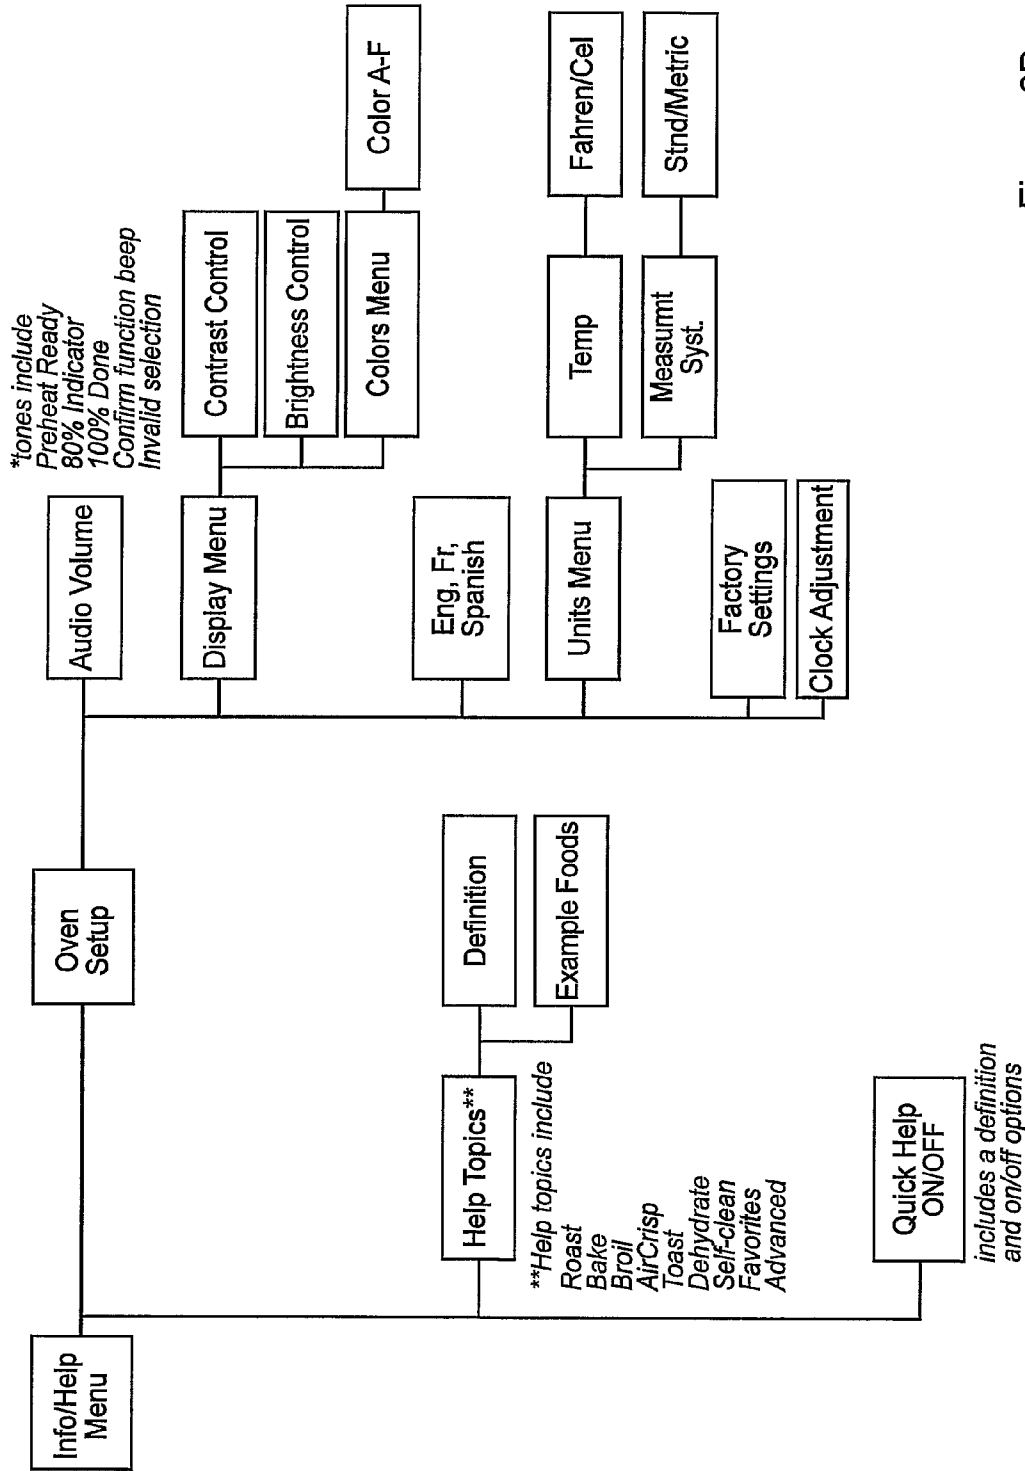 Info/Help
Menu
Oven
Setup
Audio Volume
*tones include
Preheat Ready
80% Indicator
100% Done
Confirm function beep
Invalid selection
Display Menu
Contrast Control
Brightness Control
Colors Menu
Color A-F
Eng, Fr,
Spanish
Units Menu
Temp
Fahren/Cel
Measurmt
Syst.
Stnd/Metric
Factory
Settings
Clock Adjustment
Help Topics**
Definition
Example Foods
**Help topics include
Roast
Bake
Broil
AirCrisp
Toast
Dehydrate
Self-clean
Favorites
Advanced
Quick Help
ON/OFF
includes a definition
and on/off options